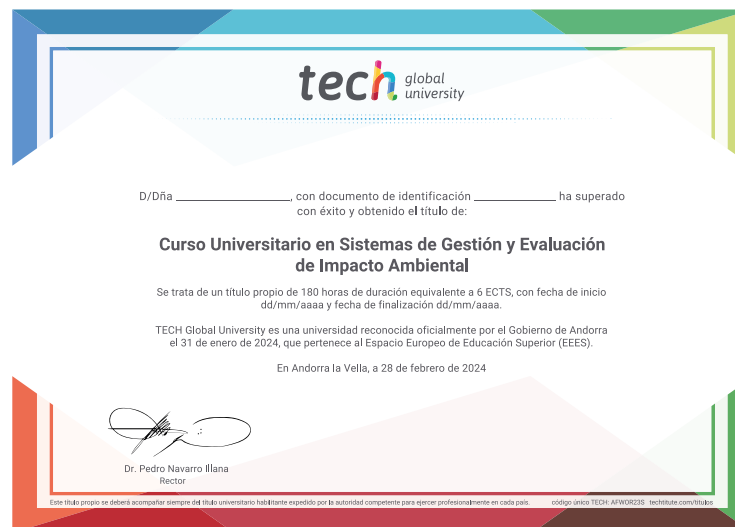 tech global
university
D/Dña ____________________, con documento de identificación ______________ ha superado
con éxito y obtenido el título de:
Curso Universitario en Sistemas de Gestión y Evaluación
de Impacto Ambiental
Se trata de un título propio de 180 horas de duración equivalente a 6 ECTS, con fecha de inicio
dd/mm/aaaa y fecha de finalización dd/mm/aaaa.
TECH Global University es una universidad reconocida oficialmente por el Gobierno de Andorra
el 31 de enero de 2024, que pertenece al Espacio Europeo de Educación Superior (EEES).
En Andorra la Vella, a 28 de febrero de 2024
Dr. Pedro Navarro Illana
Rector
Este título propio se deberá acompañar siempre del título universitario habilitante expedido por la autoridad competente para ejercer profesionalmente en cada país. código único TECH: AFWOR23S techtitute.com/titulos